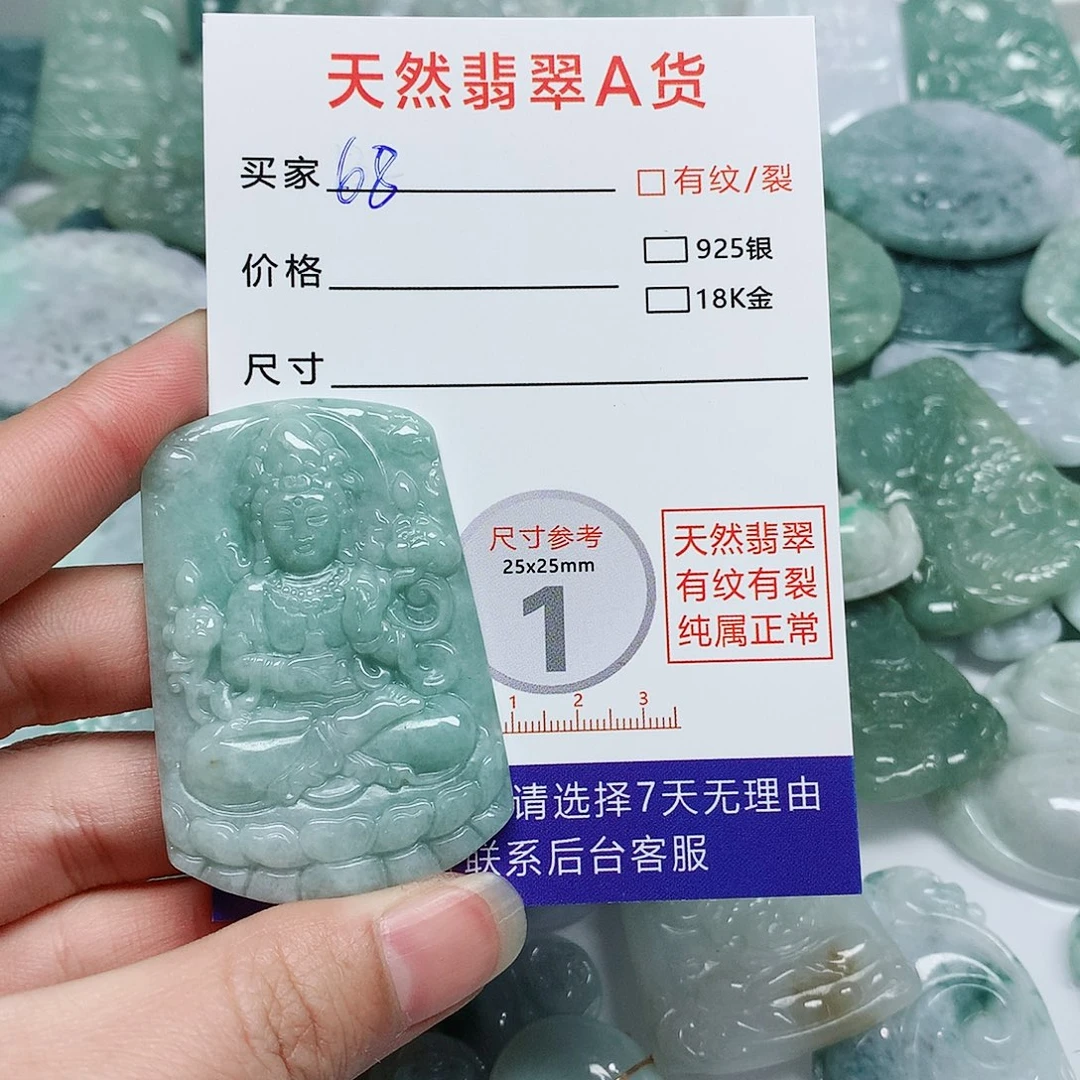 天然翡翠A货
买家 68
□有纹/裂
价格
□925银
□18K金
尺寸
尺寸参考
25x25mm
1
天然翡翠
有纹有裂
纯属正常
1 2 3
请选择7天无理由
联系后台客服